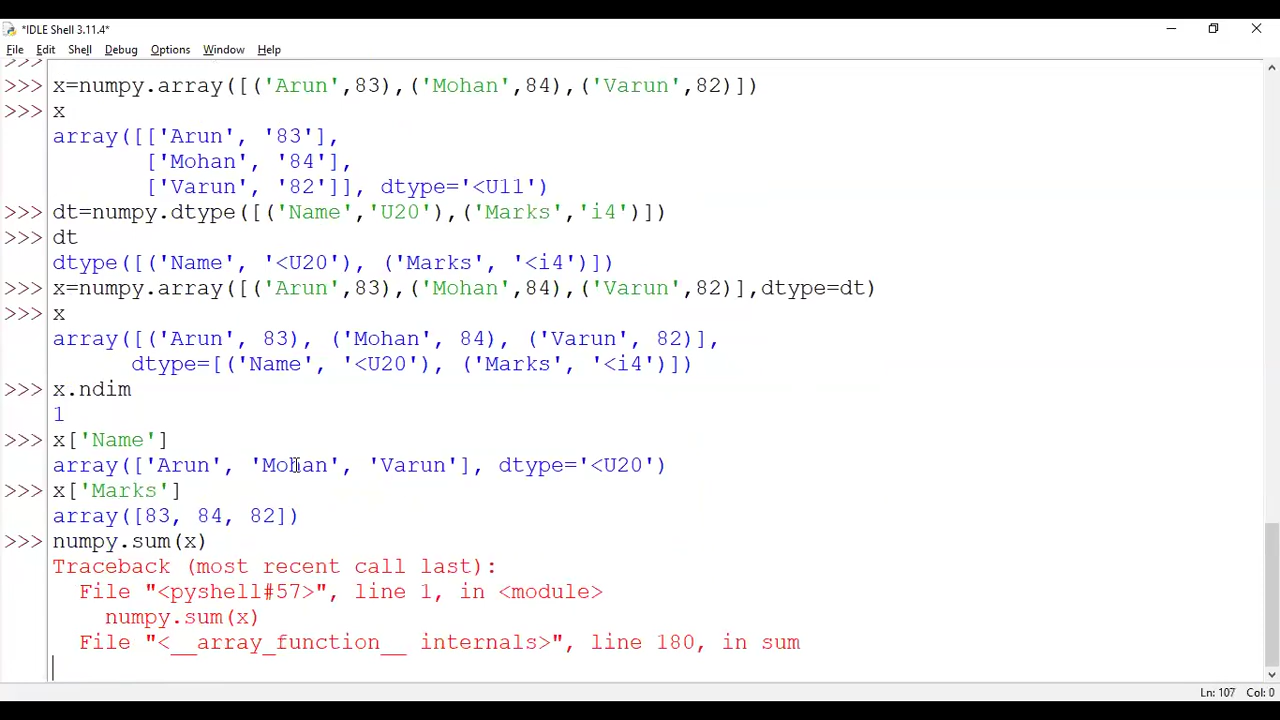 *IDLE Shell 3.11.4*
File Edit Shell Debug Options Window Help
>>> x=numpy.array([('Arun',83),('Mohan',84),('Varun',82)])
>>> x
array([['Arun', '83'],
       ['Mohan', '84'],
       ['Varun', '82']], dtype='<U11')
>>> dt=numpy.dtype([('Name','U20'),('Marks','i4')])
>>> dt
dtype([('Name', '<U20'), ('Marks', '<i4')])
>>> x=numpy.array([('Arun',83),('Mohan',84),('Varun',82)],dtype=dt)
>>> x
array([('Arun', 83), ('Mohan', 84), ('Varun', 82)],
      dtype=[('Name', '<U20'), ('Marks', '<i4')])
>>> x.ndim
1
>>> x['Name']
array(['Arun', 'Mohan', 'Varun'], dtype='<U20')
>>> x['Marks']
array([83, 84, 82])
>>> numpy.sum(x)
Traceback (most recent call last):
  File "<pyshell#57>", line 1, in <module>
    numpy.sum(x)
  File "<__array_function__ internals>", line 180, in sum
Ln: 107 Col: 0